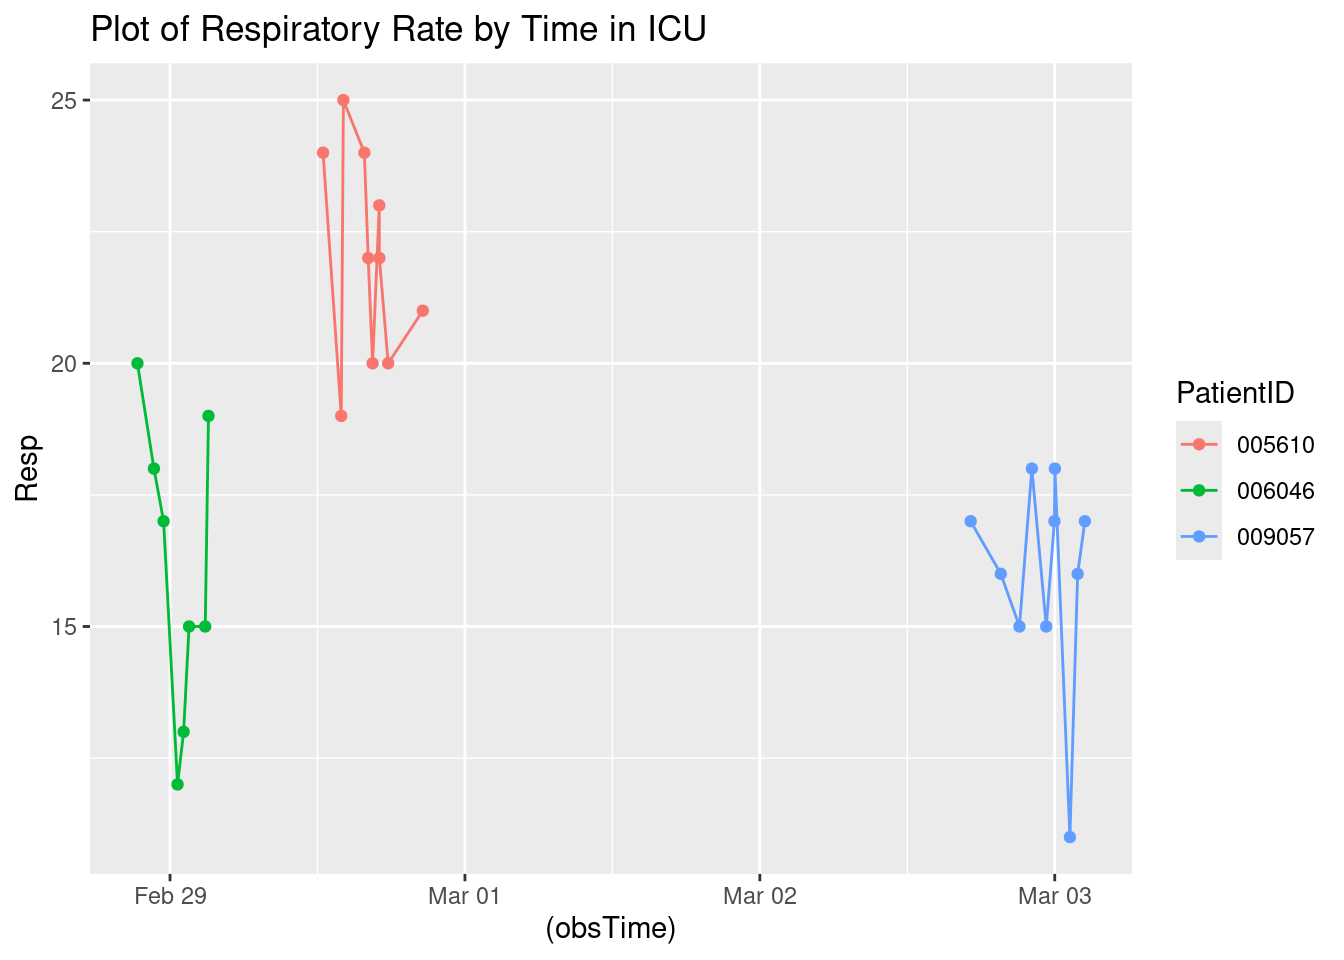 Plot of Respiratory Rate by Time in ICU
25
20
15
Resp
Feb 29 Mar 01 Mar 02 Mar 03
(obsTime)
PatientID
005610
006046
009057